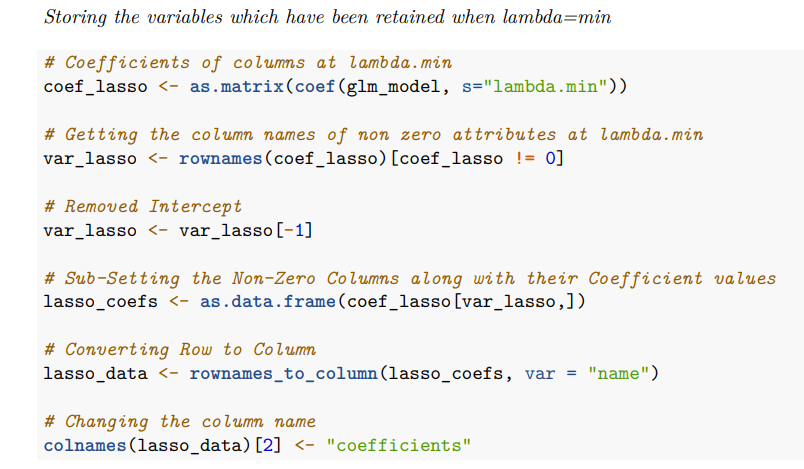 Storing the variables which have been retained when lambda=min
# Coefficients of columns at lambda.min
coef_lasso <- as.matrix(coef(glm_model, s="lambda.min"))
# Getting the column names of non zero attributes at lambda.min
var_lasso <- rownames(coef_lasso)[coef_lasso != 0]
# Removed Intercept
var_lasso <- var_lasso[-1]
# Sub-Setting the Non-Zero Columns along with their Coefficient values
lasso_coefs <- as.data.frame(coef_lasso[var_lasso,])
# Converting Row to Column
lasso_data <- rownames_to_column(lasso_coefs, var = "name")
# Changing the column name
colnames(lasso_data)[2] <- "coefficients"